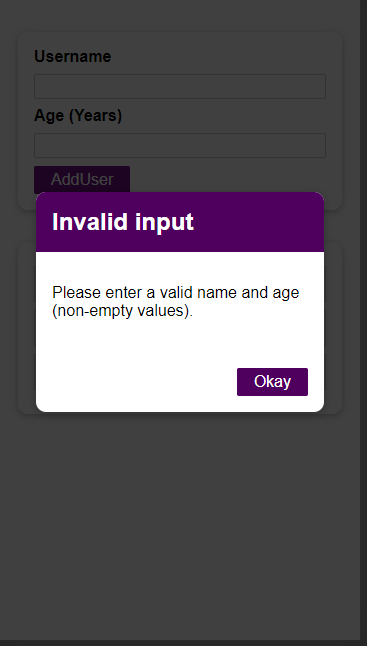 Username
Age (Years)
AddUser
Invalid input
Please enter a valid name and age
(non-empty values).
Okay